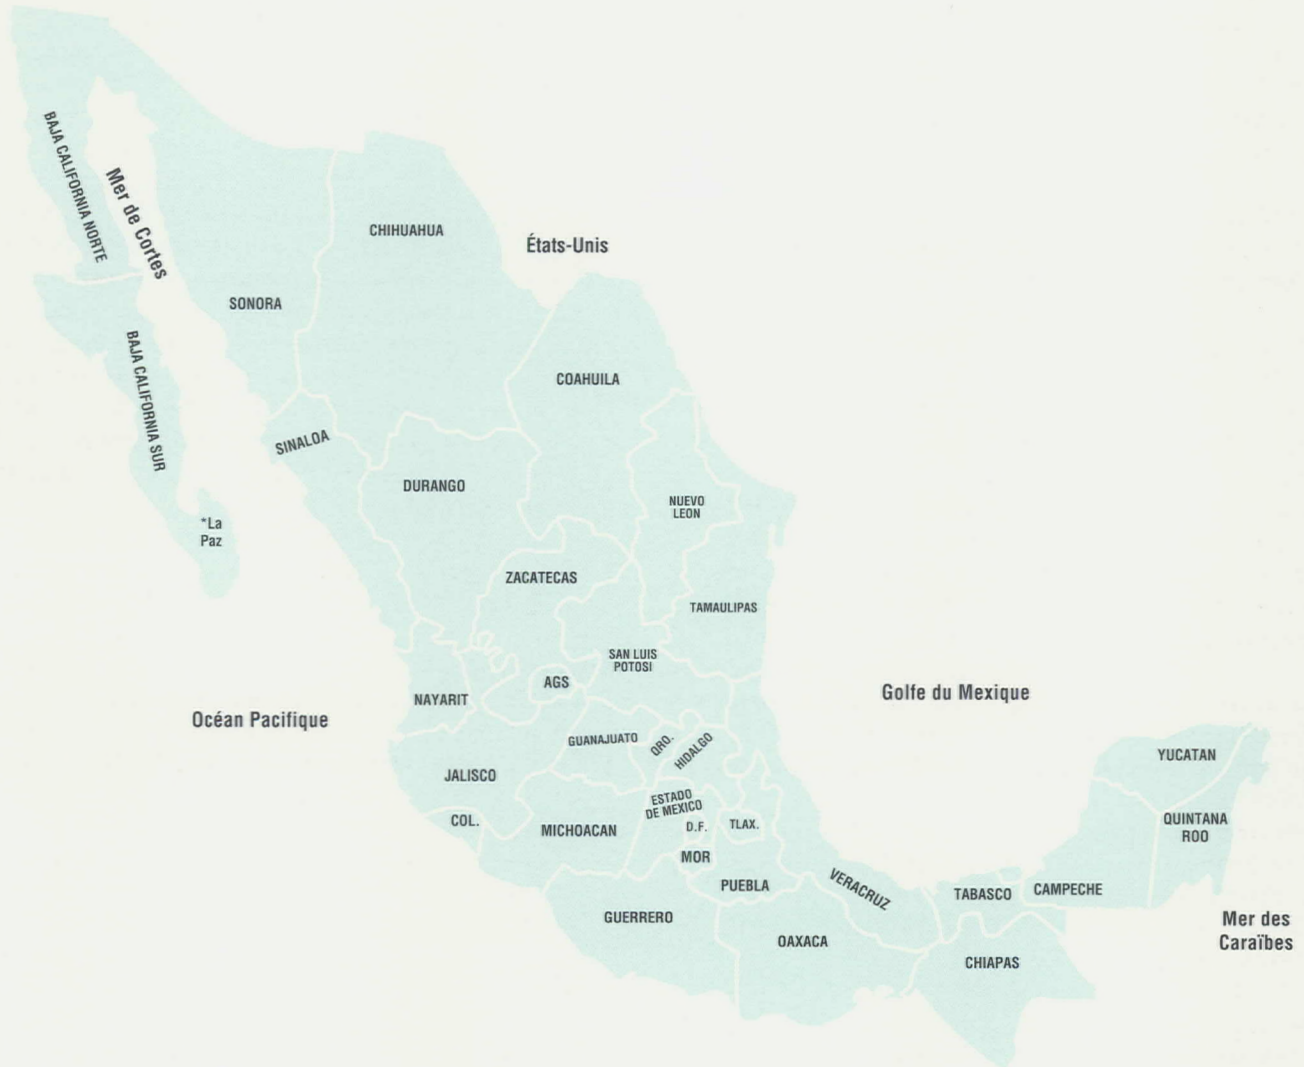 BAJA CALIFORNIA NORTE
Mer de Cortes
CHIHUAHUA
États-Unis
SONORA
BAJA CALIFORNIA SUR
COAHUILA
SINALOA
DURANGO
NUEVO
LEON
*La
Paz
ZACATECAS
TAMAULIPAS
SAN LUIS
POTOSI
AGS
NAYARIT
Golfe du Mexique
Océan Pacifique
GUANAJUATO
QRO.
HIDALGO
YUCATAN
JALISCO
ESTADO
DE MEXICO
COL.
MICHOACAN
D.F.
TLAX.
QUINTANA
ROO
MOR
PUEBLA
VERACRUZ
TABASCO
CAMPECHE
GUERRERO
Mer des
Caraïbes
OAXACA
CHIAPAS